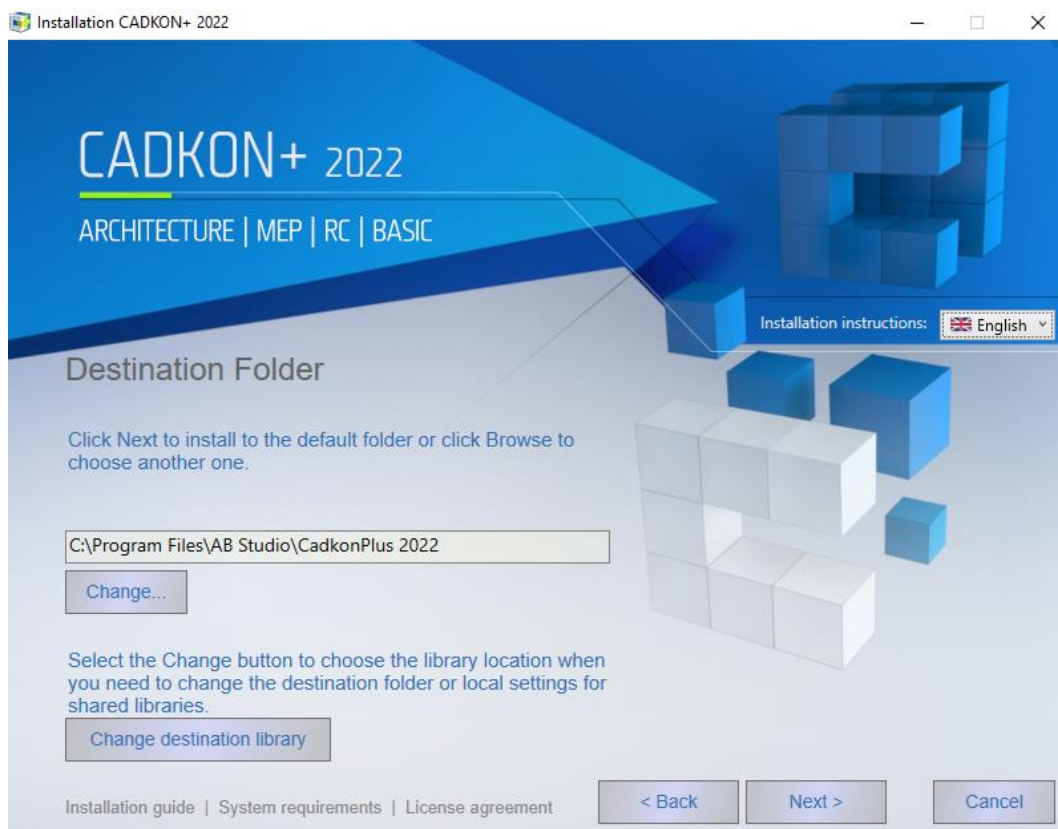 Installation CADKON+ 2022
CADKON+ 2022
ARCHITECTURE | MEP | RC | BASIC
Installation instructions: English
Destination Folder
Click Next to install to the default folder or click Browse to
choose another one.
C:\Program Files\AB Studio\CadkonPlus 2022
Change...
Select the Change button to choose the library location when
you need to change the destination folder or local settings for
shared libraries.
Change destination library
Installation guide | System requirements | License agreement
< Back Next > Cancel